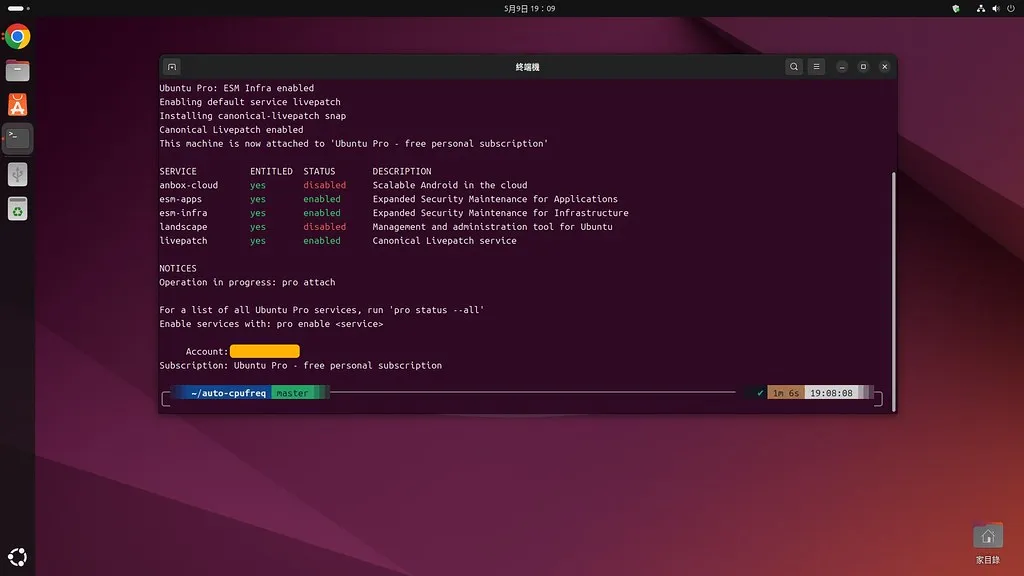 5月9日 19：09
終端機
Ubuntu Pro: ESM Infra enabled
Enabling default service livepatch
Installing canonical-livepatch snap
Canonical Livepatch enabled
This machine is now attached to 'Ubuntu Pro - free personal subscription'
SERVICE ENTITLED STATUS DESCRIPTION
anbox-cloud yes disabled Scalable Android in the cloud
esm-apps yes enabled Expanded Security Maintenance for Applications
esm-infra yes enabled Expanded Security Maintenance for Infrastructure
landscape yes disabled Management and administration tool for Ubuntu
livepatch yes enabled Canonical Livepatch service
NOTICES
Operation in progress: pro attach
For a list of all Ubuntu Pro services, run 'pro status --all'
Enable services with: pro enable <service>
Account:
Subscription: Ubuntu Pro - free personal subscription
~/auto-cpufreq master ✔ 1m 6s 19:08:08
家目錄